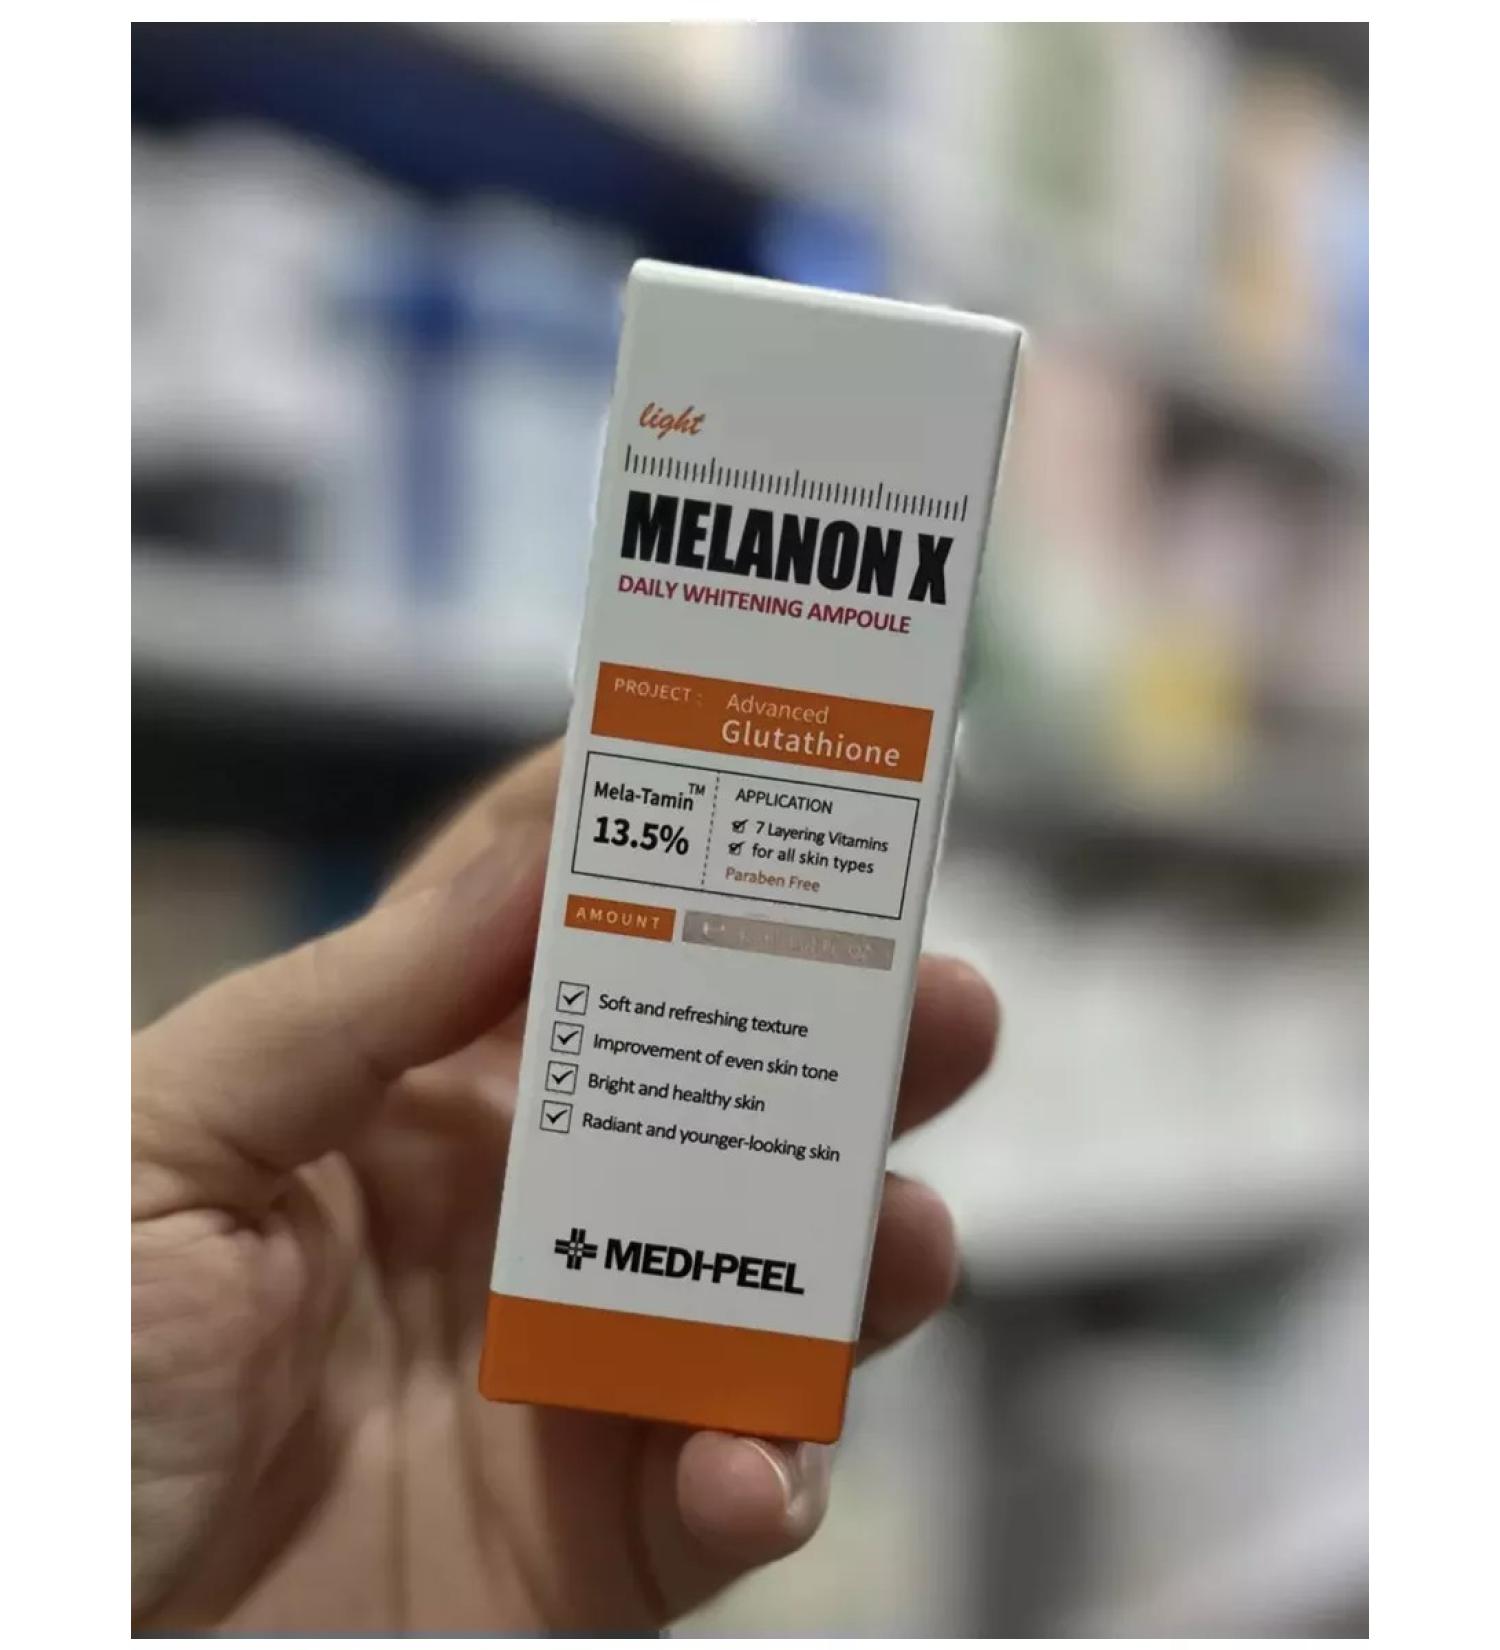 light
MELANON X
DAILY WHITENING AMPOULE
PROJECT : Advanced
Glutathione
Mela-Tamin™
13.5%
APPLICATION
7 Layering Vitamins
for all skin types
Paraben Free
AMOUNT
Soft and refreshing texture
Improvement of even skin tone
Bright and healthy skin
Radiant and younger-looking skin
MEDI-PEEL